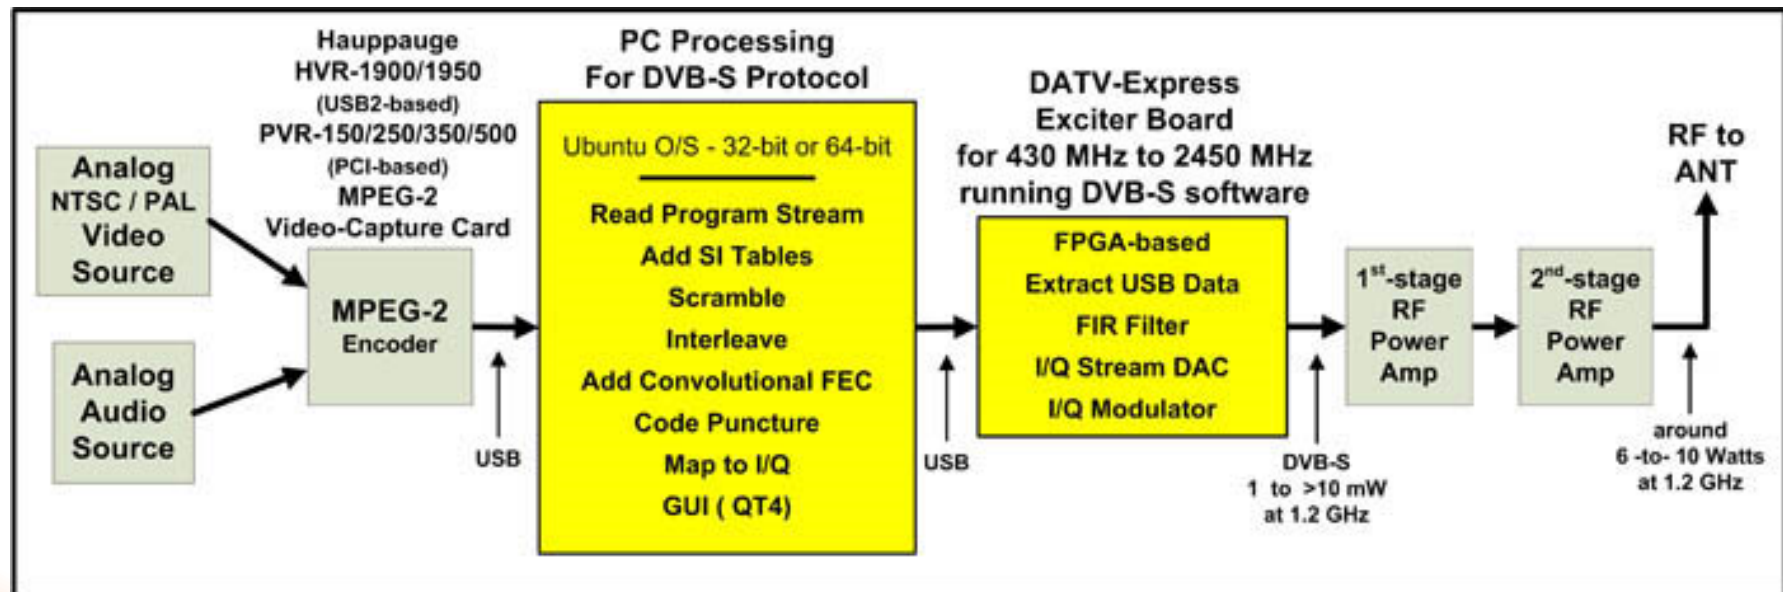 Analog
NTSC / PAL
Video
Source
Analog
Audio
Source
Hauppauge
HVR-1900/1950
(USB2-based)
PVR-150/250/350/500
(PCI-based)
MPEG-2
Video-Capture Card
MPEG-2
Encoder
USB
PC Processing
For DVB-S Protocol
Ubuntu O/S - 32-bit or 64-bit
Read Program Stream
Add SI Tables
Scramble
Interleave
Add Convolutional FEC
Code Puncture
Map to I/Q
GUI ( QT4)
USB
DATV-Express
Exciter Board
for 430 MHz to 2450 MHz
running DVB-S software
FPGA-based
Extract USB Data
FIR Filter
I/Q Stream DAC
I/Q Modulator
DVB-S
1 to >10 mW
at 1.2 GHz
1st-stage
RF
Power
Amp
2nd-stage
RF
Power
Amp
RF to
ANT
around
6 -to- 10 Watts
at 1.2 GHz